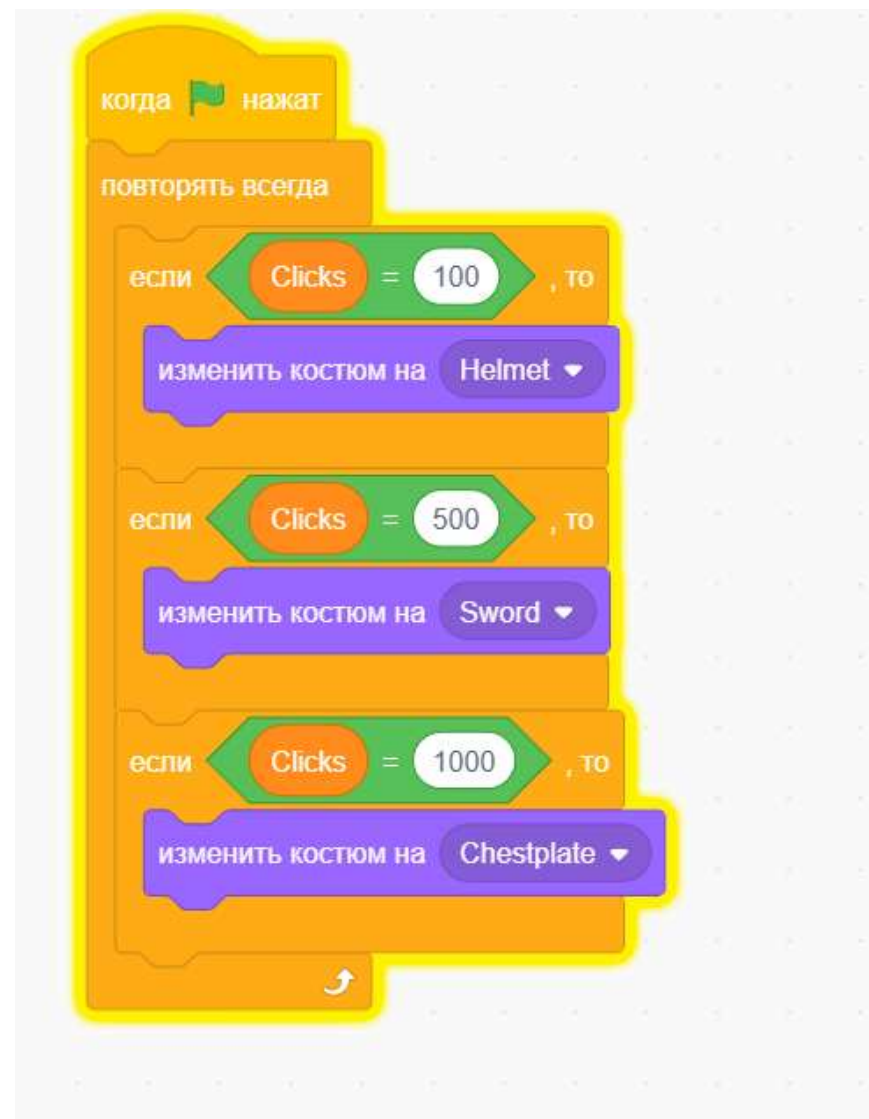 когда нажат
повторять всегда
если Clicks = 100 , то
изменить костюм на Helmet
если Clicks = 500 , то
изменить костюм на Sword
если Clicks = 1000 , то
изменить костюм на Chestplate